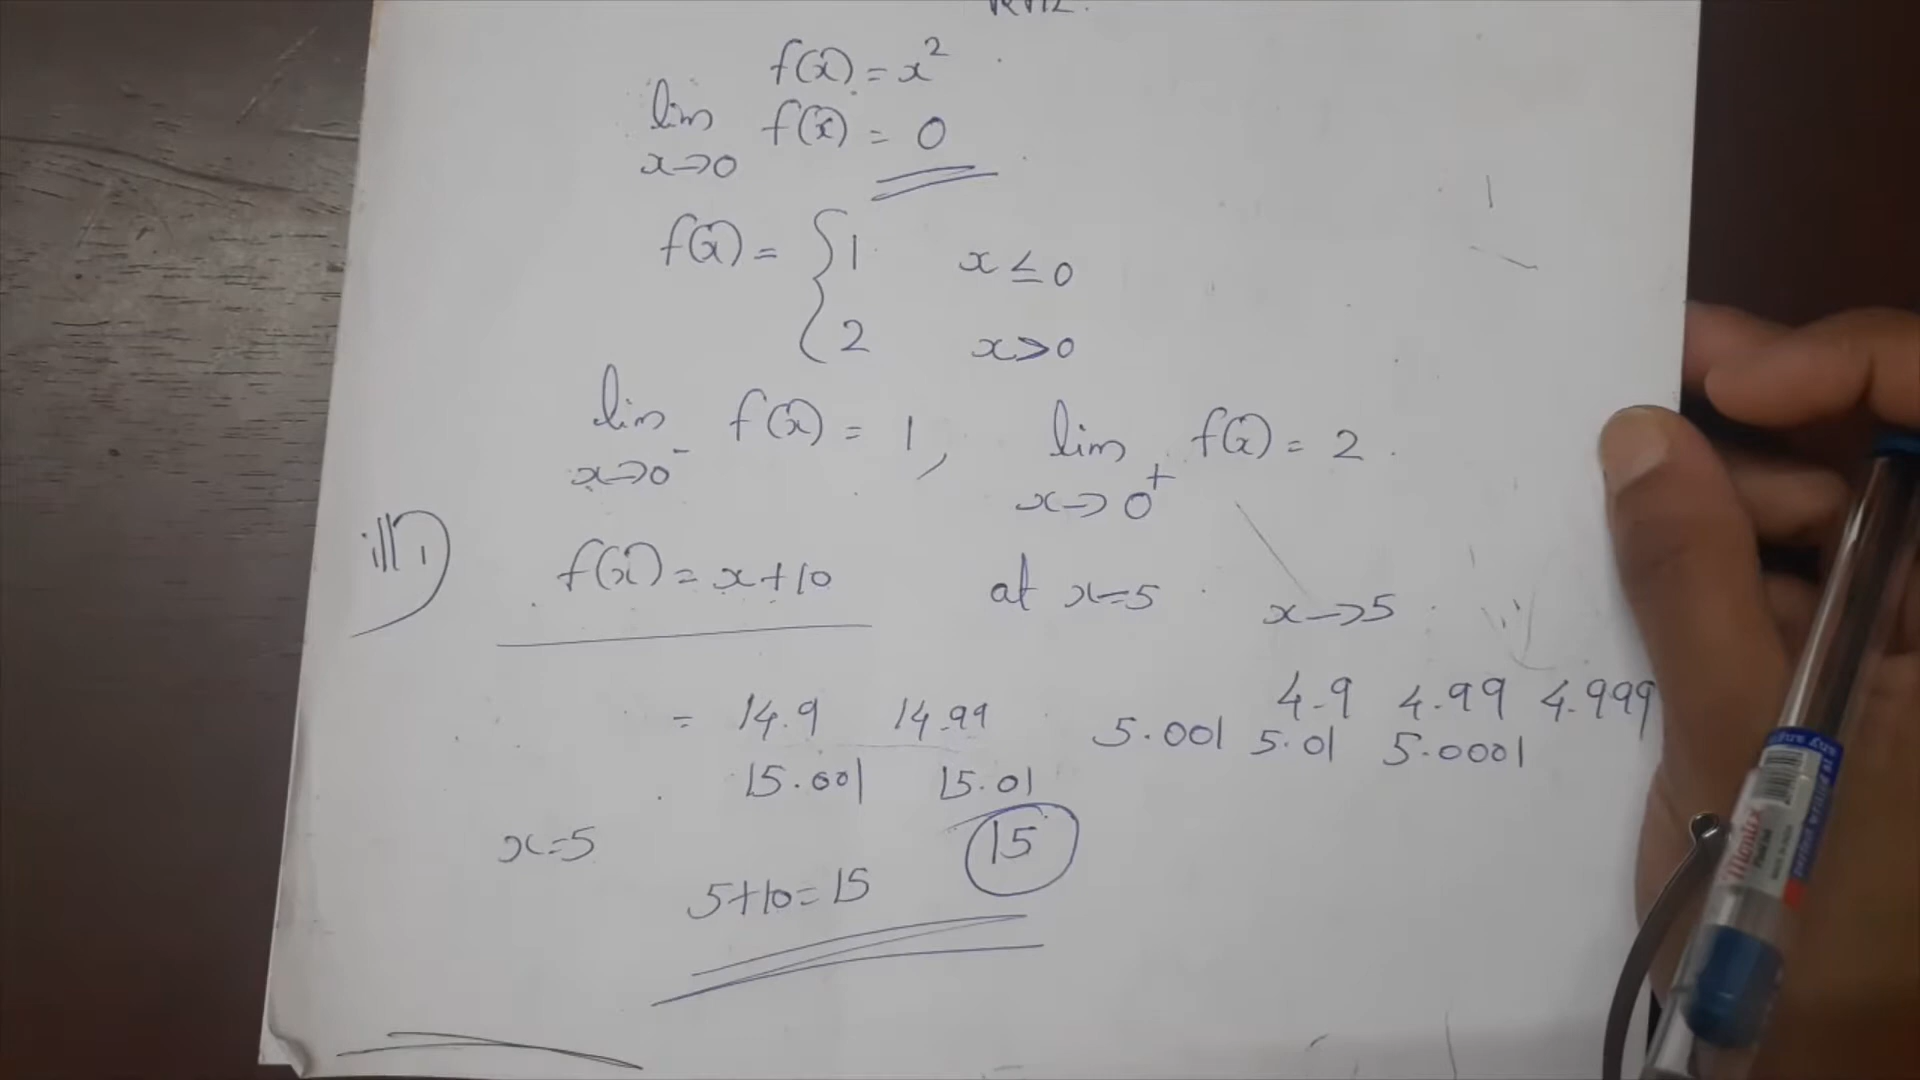 f(x) = x²
lim f(x) = 0
x→0
f(x) = { 1 x ≤ 0
2 x > 0
lim f(x) = 1, lim f(x) = 2.
x→0⁻ x→0⁺
f(x) = x+10 at x=5 x→5
4.9 4.99 4.999
= 14.9 14.99 5.001 5.01 5.0001
15.001 15.01
x=5 15
5+10=15
Montex